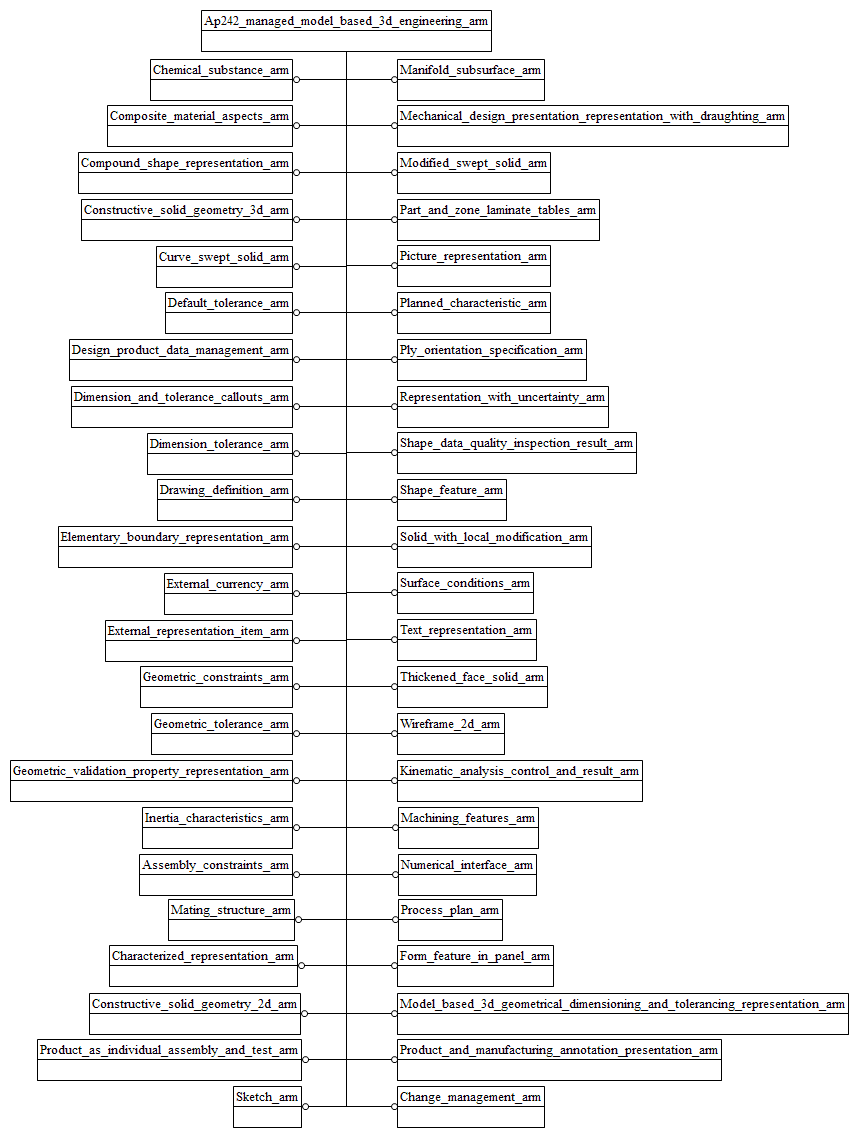 Ap242_managed_model_based_3d_engineering_arm
Chemical_substance_arm
Manifold_subsurface_arm
Composite_material_aspects_arm
Mechanical_design_presentation_representation_with_draughting_arm
Compound_shape_representation_arm
Modified_swept_solid_arm
Constructive_solid_geometry_3d_arm
Part_and_zone_laminate_tables_arm
Curve_swept_solid_arm
Picture_representation_arm
Default_tolerance_arm
Planned_characteristic_arm
Design_product_data_management_arm
Ply_orientation_specification_arm
Dimension_and_tolerance_callouts_arm
Representation_with_uncertainty_arm
Dimension_tolerance_arm
Shape_data_quality_inspection_result_arm
Drawing_definition_arm
Shape_feature_arm
Elementary_boundary_representation_arm
Solid_with_local_modification_arm
External_currency_arm
Surface_conditions_arm
External_representation_item_arm
Text_representation_arm
Geometric_constraints_arm
Thickened_face_solid_arm
Geometric_tolerance_arm
Wireframe_2d_arm
Geometric_validation_property_representation_arm
Kinematic_analysis_control_and_result_arm
Inertia_characteristics_arm
Machining_features_arm
Assembly_constraints_arm
Numerical_interface_arm
Mating_structure_arm
Process_plan_arm
Characterized_representation_arm
Form_feature_in_panel_arm
Constructive_solid_geometry_2d_arm
Model_based_3d_geometrical_dimensioning_and_tolerancing_representation_arm
Product_as_individual_assembly_and_test_arm
Product_and_manufacturing_annotation_presentation_arm
Sketch_arm
Change_management_arm